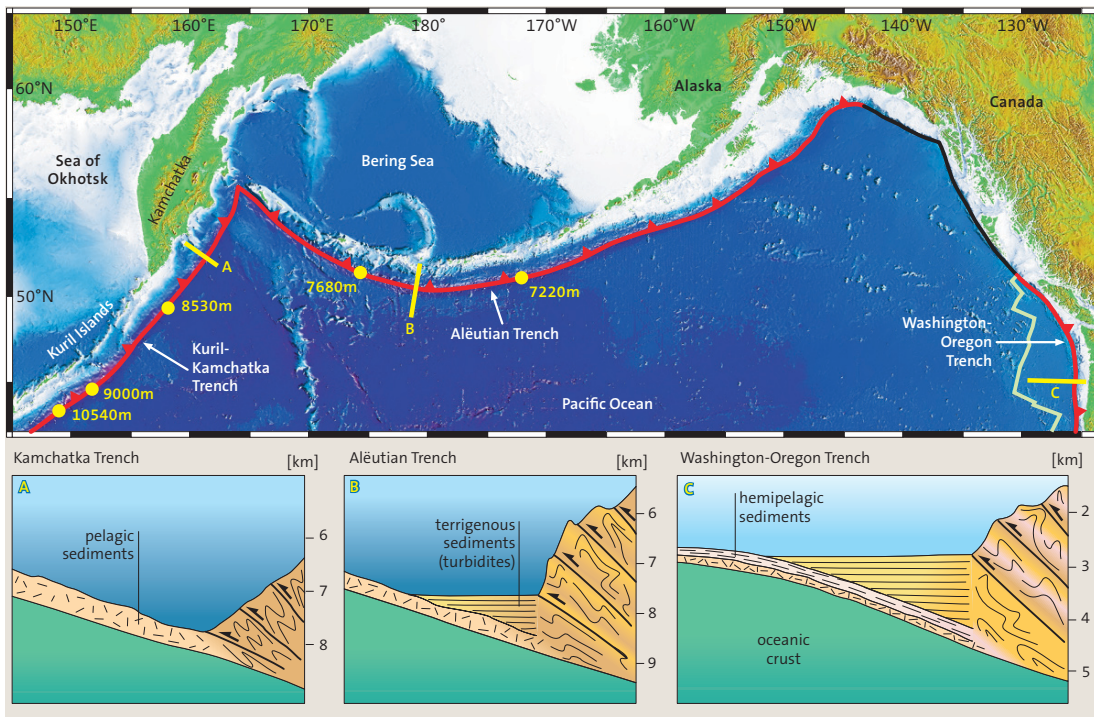 150°E 160°E 170°E 180° 170°W 160°W 150°W 140°W 130°W
60°N
50°N
Alaska
Canada
Sea of
Okhotsk
Kamchatka
Bering Sea
A
8530m
7680m
B
7220m
Kuril Islands
Alëutian Trench
Kuril-
Kamchatka
Trench
Washington-
Oregon
Trench
9000m
10540m
Pacific Ocean
C
Kamchatka Trench [km]
A
pelagic
sediments
6
7
8
Alëutian Trench [km]
B
terrigenous
sediments
(turbidites)
6
7
8
9
Washington-Oregon Trench [km]
C
hemipelagic
sediments
oceanic
crust
2
3
4
5